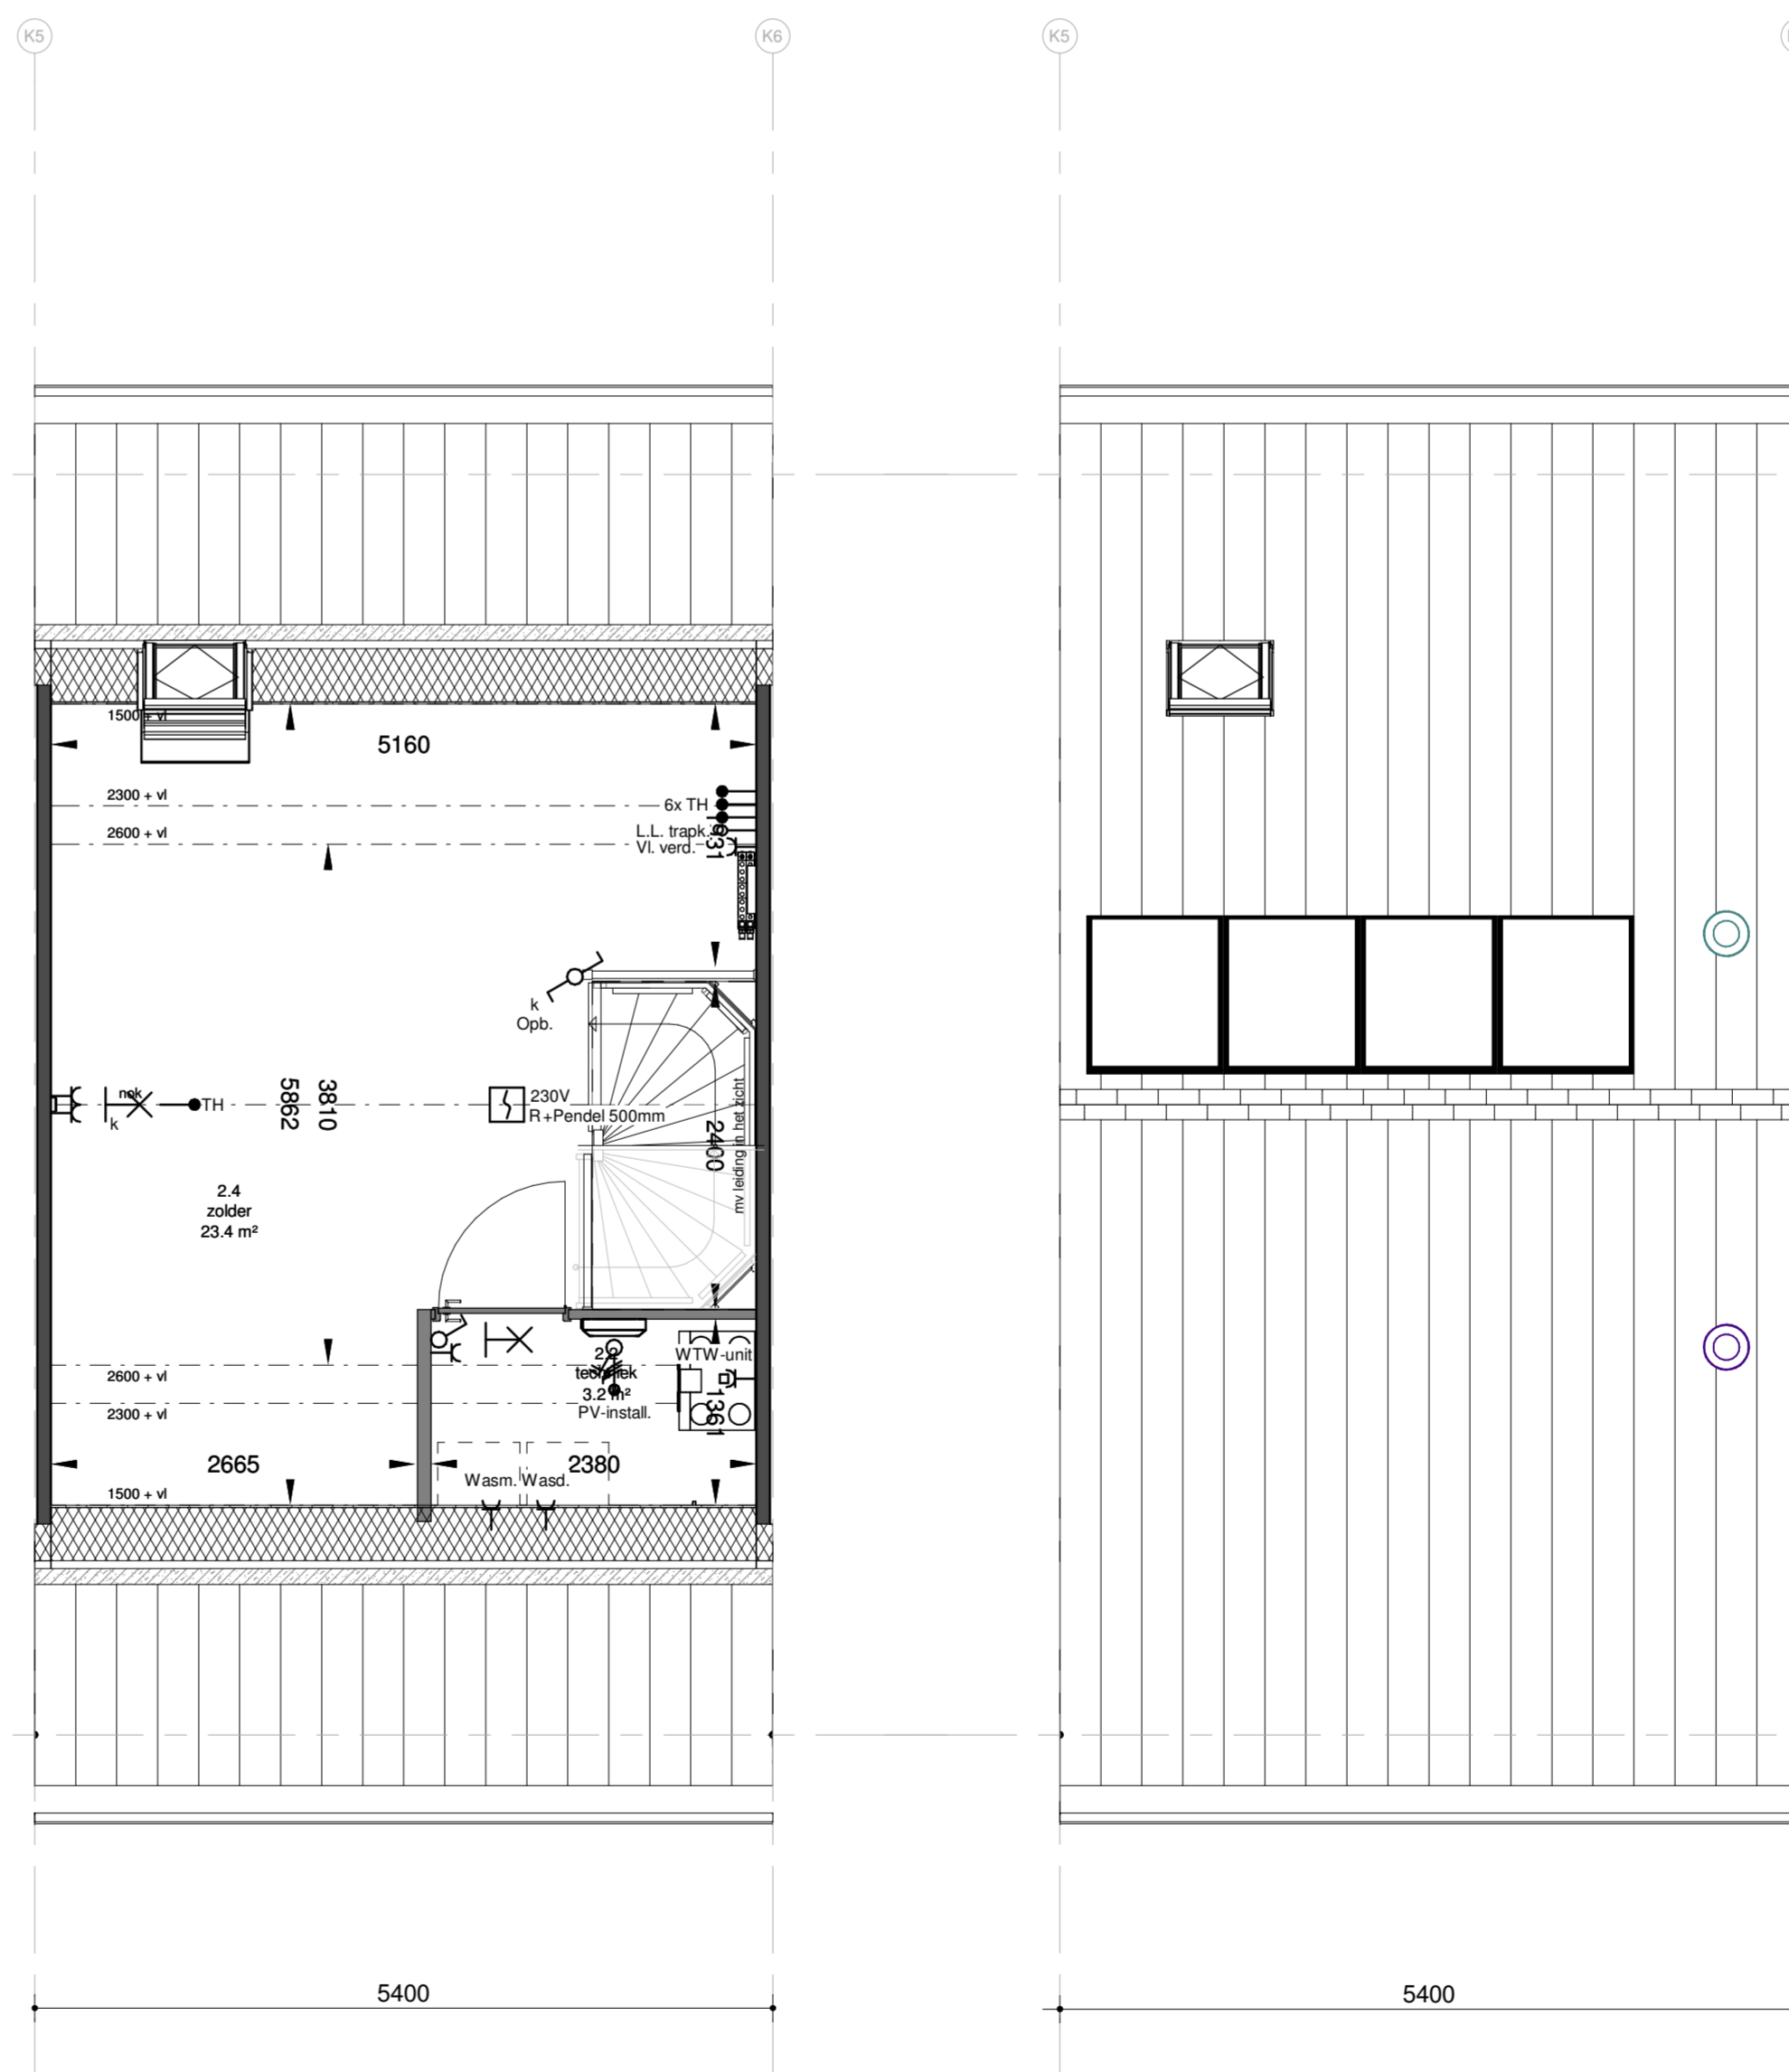 K5
K6
K5
1500 + vl
5160
2300 + vl
6x TH
2600 + vl
L.L. trapk.
Vl. verd.
k
Opb.
nok
k
TH
5862
3810
230V
R+Pendel 500mm
2400
mv leiding in het zicht
2.4
zolder
23.4 m²
WTW-unit
techniek
3.2 m²
PV-install.
1361
2600 + vl
2300 + vl
2665
2380
Wasm.
Wasd.
1500 + vl
5400
5400